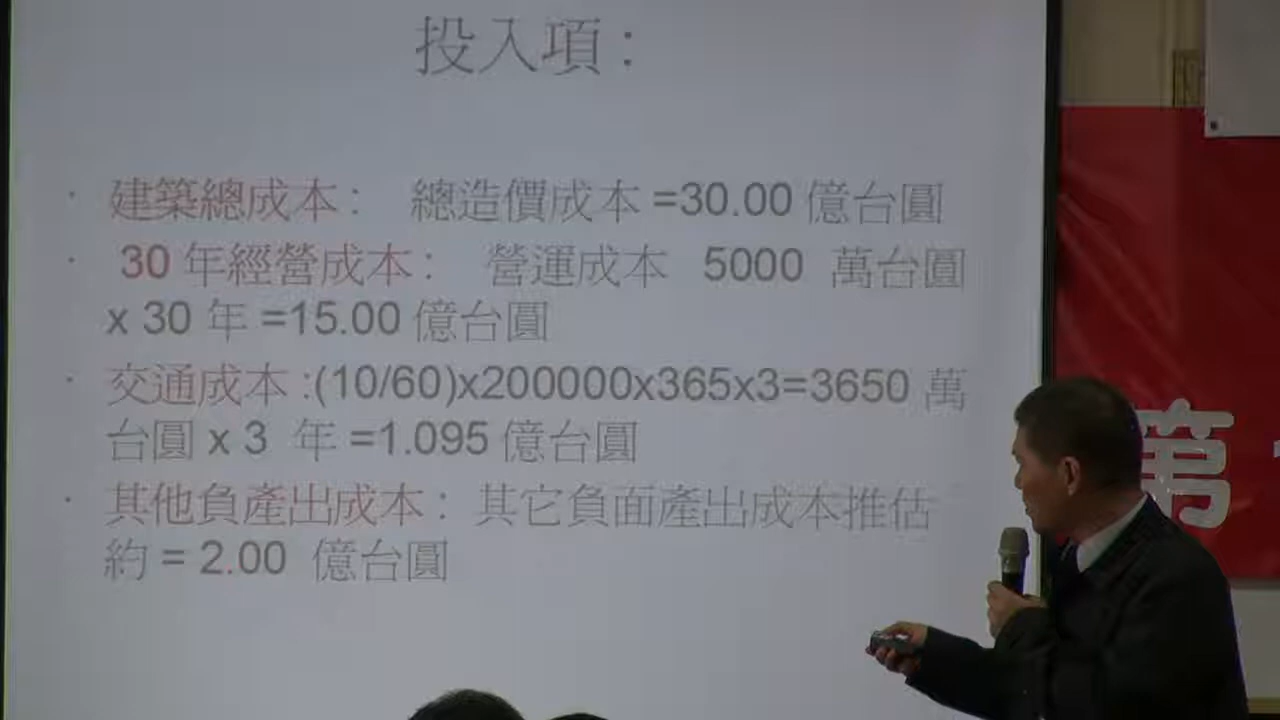 投入項:
· 建築總成本: 總造價成本 =30.00 億台圓
· 30 年經營成本: 營運成本 5000 萬台圓
x 30 年 =15.00 億台圓
· 交通成本:(10/60)x200000x365x3=3650 萬
台圓 x 3 年 =1.095 億台圓
· 其他負產出成本: 其它負面產出成本推估
約 = 2.00 億台圓
第